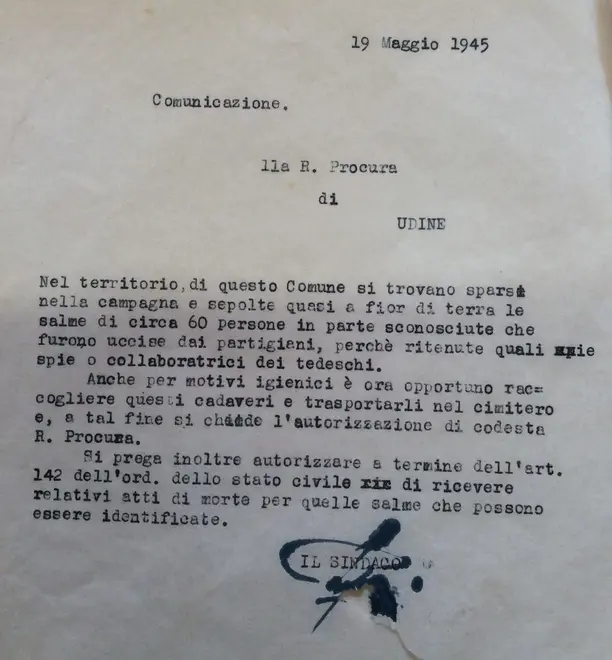 19 Maggio 1945
Comunicazione.
lla R. Procura
di
UDINE
Nel territorio di questo Comune si trovano sparse
nella campagna e sepolte quasi a fior di terra le
salme di circa 60 persone in parte sconosciute che
furono uccise dai partigiani, perchè ritenute quali spie
spie o collaboratrici dei tedeschi.
Anche per motivi igienici è ora opportuno rac=
cogliere questi cadaveri e trasportarli nel cimitero
e, a tal fine si chiede l'autorizzazione di codesta
R. Procura.
Si prega inoltre autorizzare a termine dell'art.
142 dell'ord. dello stato civile di ricevere
relativi atti di morte per quelle salme che possono
essere identificate.
IL SINDACO